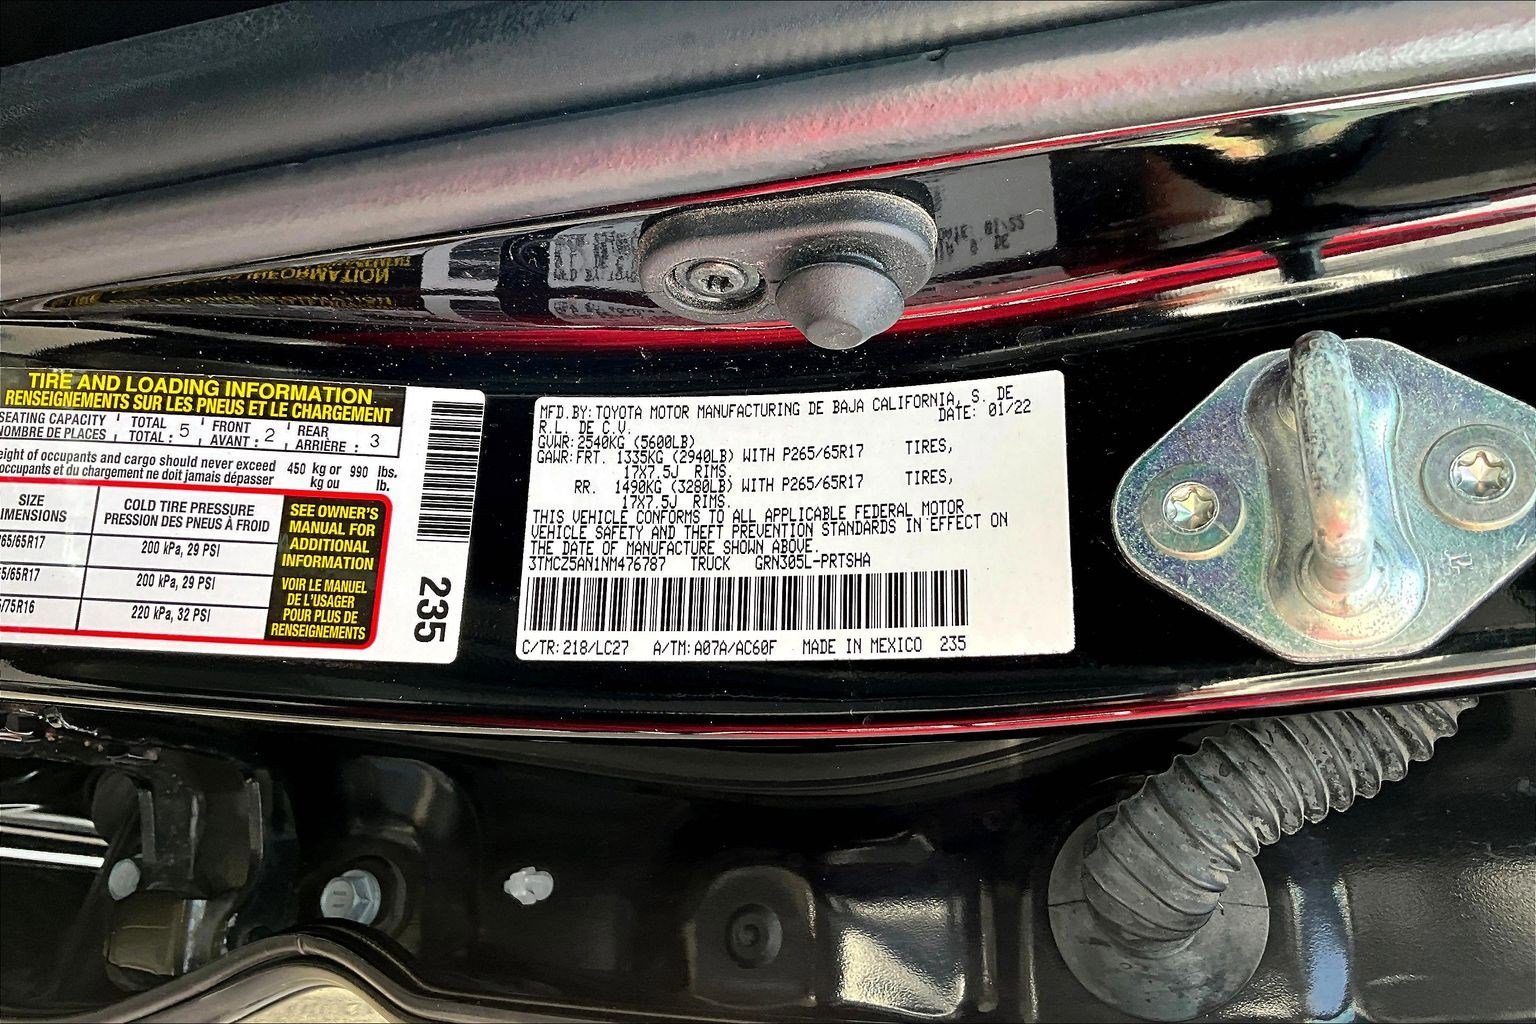 TIRE AND LOADING INFORMATION
RENSEIGNEMENTS SUR LES PNEUS ET LE CHARGEMENT
SEATING CAPACITY TOTAL FRONT REAR
NOMBRE DE PLACES TOTAL : 5 AVANT : 2 ARRIÈRE : 3
of occupants and cargo should never exceed 450 kg or 990 lbs.
occupants et du chargement ne doit jamais dépasser kg ou lb.
SIZE COLD TIRE PRESSURE
PRESSION DES PNEUS À FROID
65/65R17 200 kPa, 29 PSI
5/65R17 200 kPa, 29 PSI
/75R16 220 kPa, 32 PSI
SEE OWNER'S
MANUAL FOR
ADDITIONAL
INFORMATION
VOIR LE MANUEL
DE L'USAGER
POUR PLUS DE
RENSEIGNEMENTS
235
MFD.BY:TOYOTA MOTOR MANUFACTURING DE BAJA CALIFORNIA, S. DE
R.L. DE C.V. DATE: 01/22
GVWR:2540KG (5600LB)
GAWR:FRT. 1335KG (2940LB) WITH P265/65R17 TIRES,
17X7.5J RIMS.
RR. 1490KG (3280LB) WITH P265/65R17 TIRES,
17X7.5J RIMS.
THIS VEHICLE CONFORMS TO ALL APPLICABLE FEDERAL MOTOR
VEHICLE SAFETY AND THEFT PREVENTION STANDARDS IN EFFECT ON
THE DATE OF MANUFACTURE SHOWN ABOVE.
3TMCZ5AN1NM476787 TRUCK GRN305L-PRTSHA
C/TR:218/LC27 A/TM:A07A/AC60F MADE IN MEXICO 235